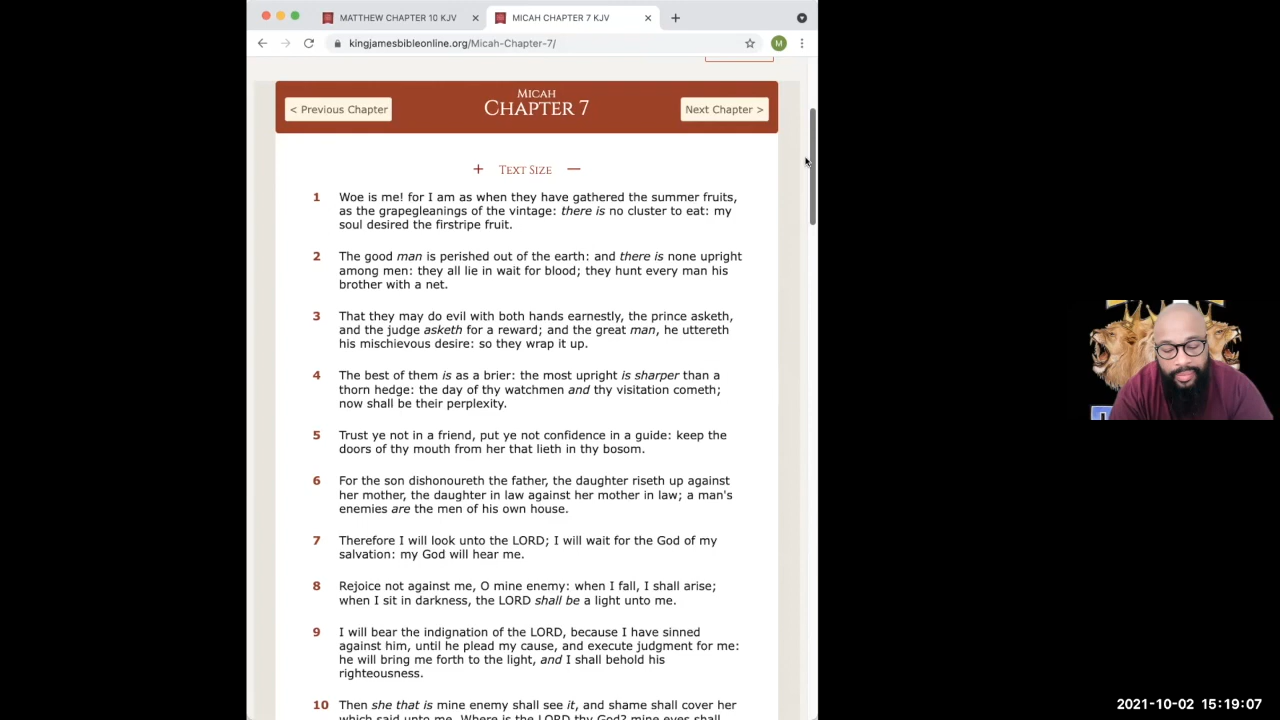 MATTHEW CHAPTER 10 KJV
MICAH CHAPTER 7 KJV
kingjamesbibleonline.org/Micah-Chapter-7/
M
MICAH
< Previous Chapter
CHAPTER 7
Next Chapter >
+ TEXT SIZE —
1 Woe is me! for I am as when they have gathered the summer fruits,
as the grapegleanings of the vintage: there is no cluster to eat: my
soul desired the firstripe fruit.
2 The good man is perished out of the earth: and there is none upright
among men: they all lie in wait for blood; they hunt every man his
brother with a net.
3 That they may do evil with both hands earnestly, the prince asketh,
and the judge asketh for a reward; and the great man, he uttereth
his mischievous desire: so they wrap it up.
4 The best of them is as a brier: the most upright is sharper than a
thorn hedge: the day of thy watchmen and thy visitation cometh;
now shall be their perplexity.
5 Trust ye not in a friend, put ye not confidence in a guide: keep the
doors of thy mouth from her that lieth in thy bosom.
6 For the son dishonoureth the father, the daughter riseth up against
her mother, the daughter in law against her mother in law; a man's
enemies are the men of his own house.
7 Therefore I will look unto the LORD; I will wait for the God of my
salvation: my God will hear me.
8 Rejoice not against me, O mine enemy: when I fall, I shall arise;
when I sit in darkness, the LORD shall be a light unto me.
9 I will bear the indignation of the LORD, because I have sinned
against him, until he plead my cause, and execute judgment for me:
he will bring me forth to the light, and I shall behold his
righteousness.
10 Then she that is mine enemy shall see it, and shame shall cover her
which said unto me, Where is the LORD thy God? mine eyes shall
2021-10-02 15:19:07